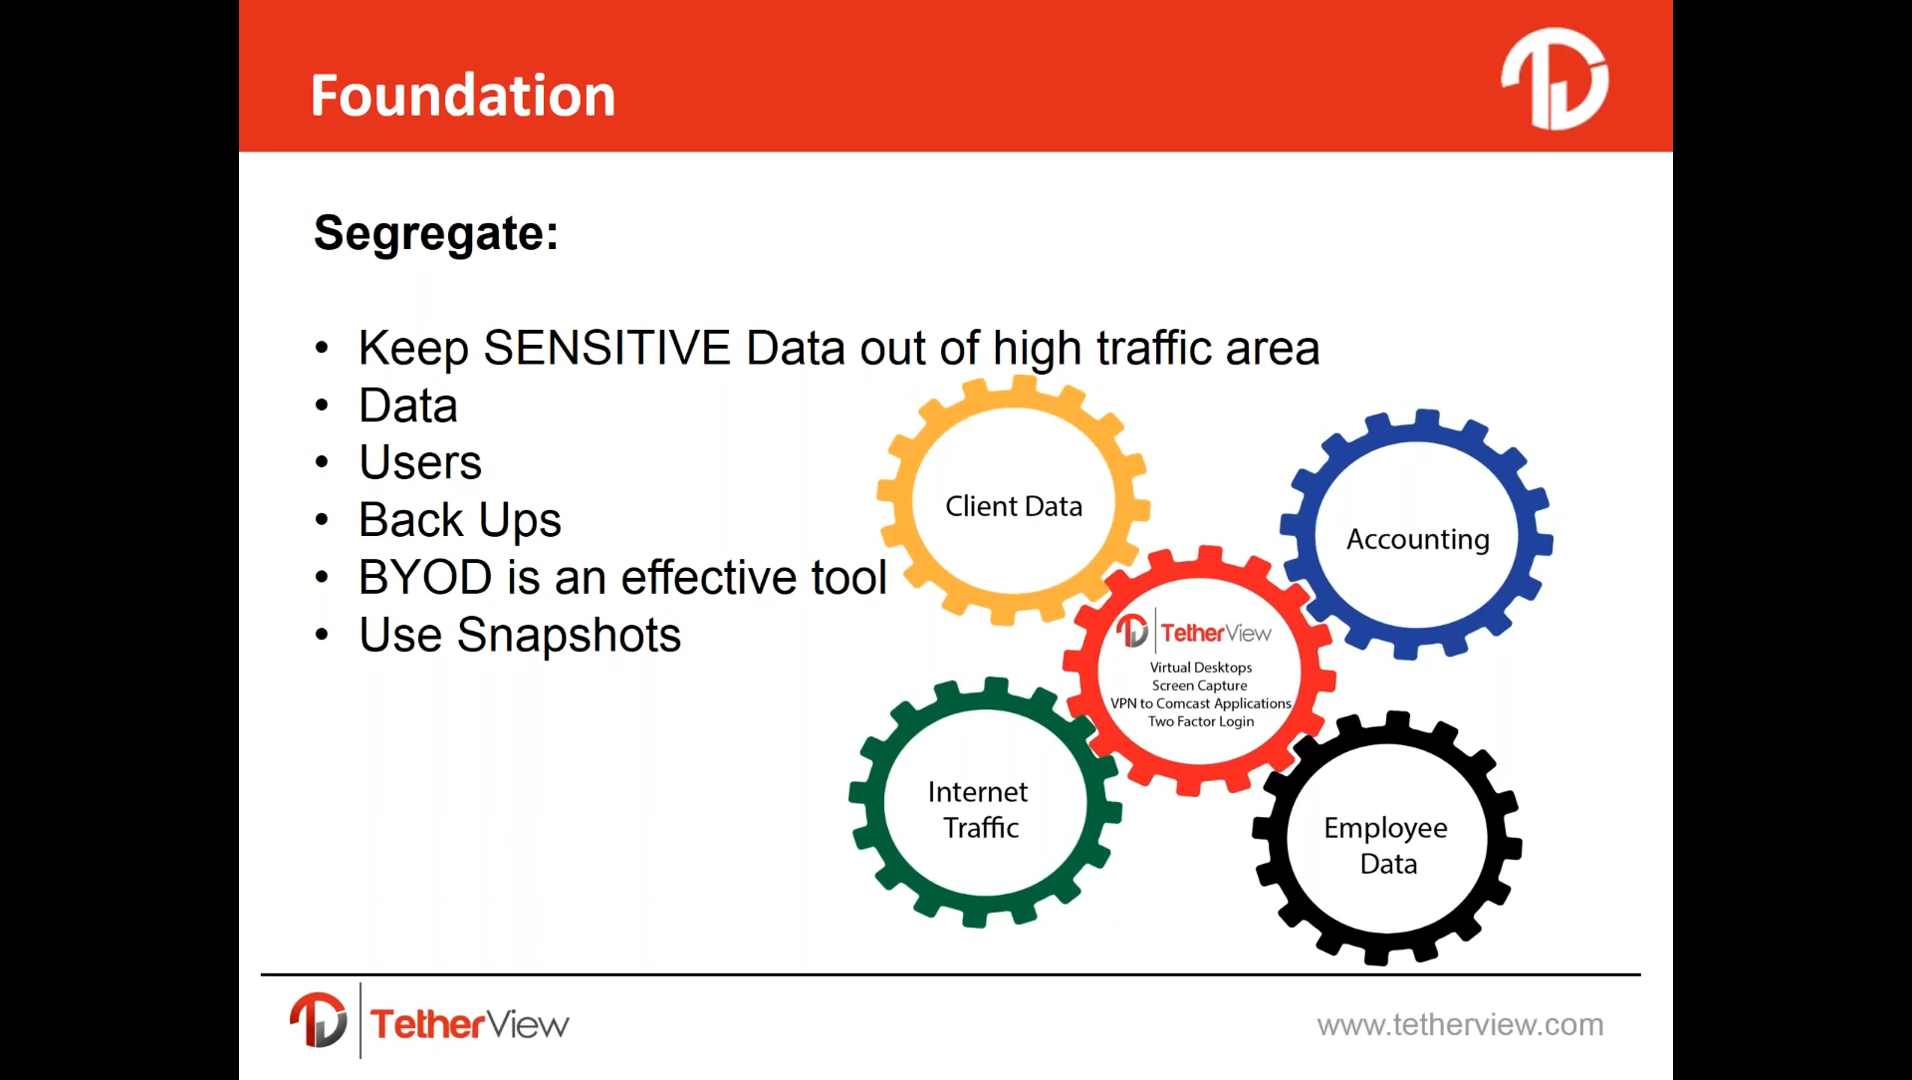 Foundation
Segregate:
• Keep SENSITIVE Data out of high traffic area
• Data
• Users
• Back Ups
• BYOD is an effective tool
• Use Snapshots
Client Data
Accounting
TetherView
Virtual Desktops
Screen Capture
VPN to Comcast Applications
Two Factor Login
Internet
Traffic
Employee
Data
TetherView
www.tetherview.com